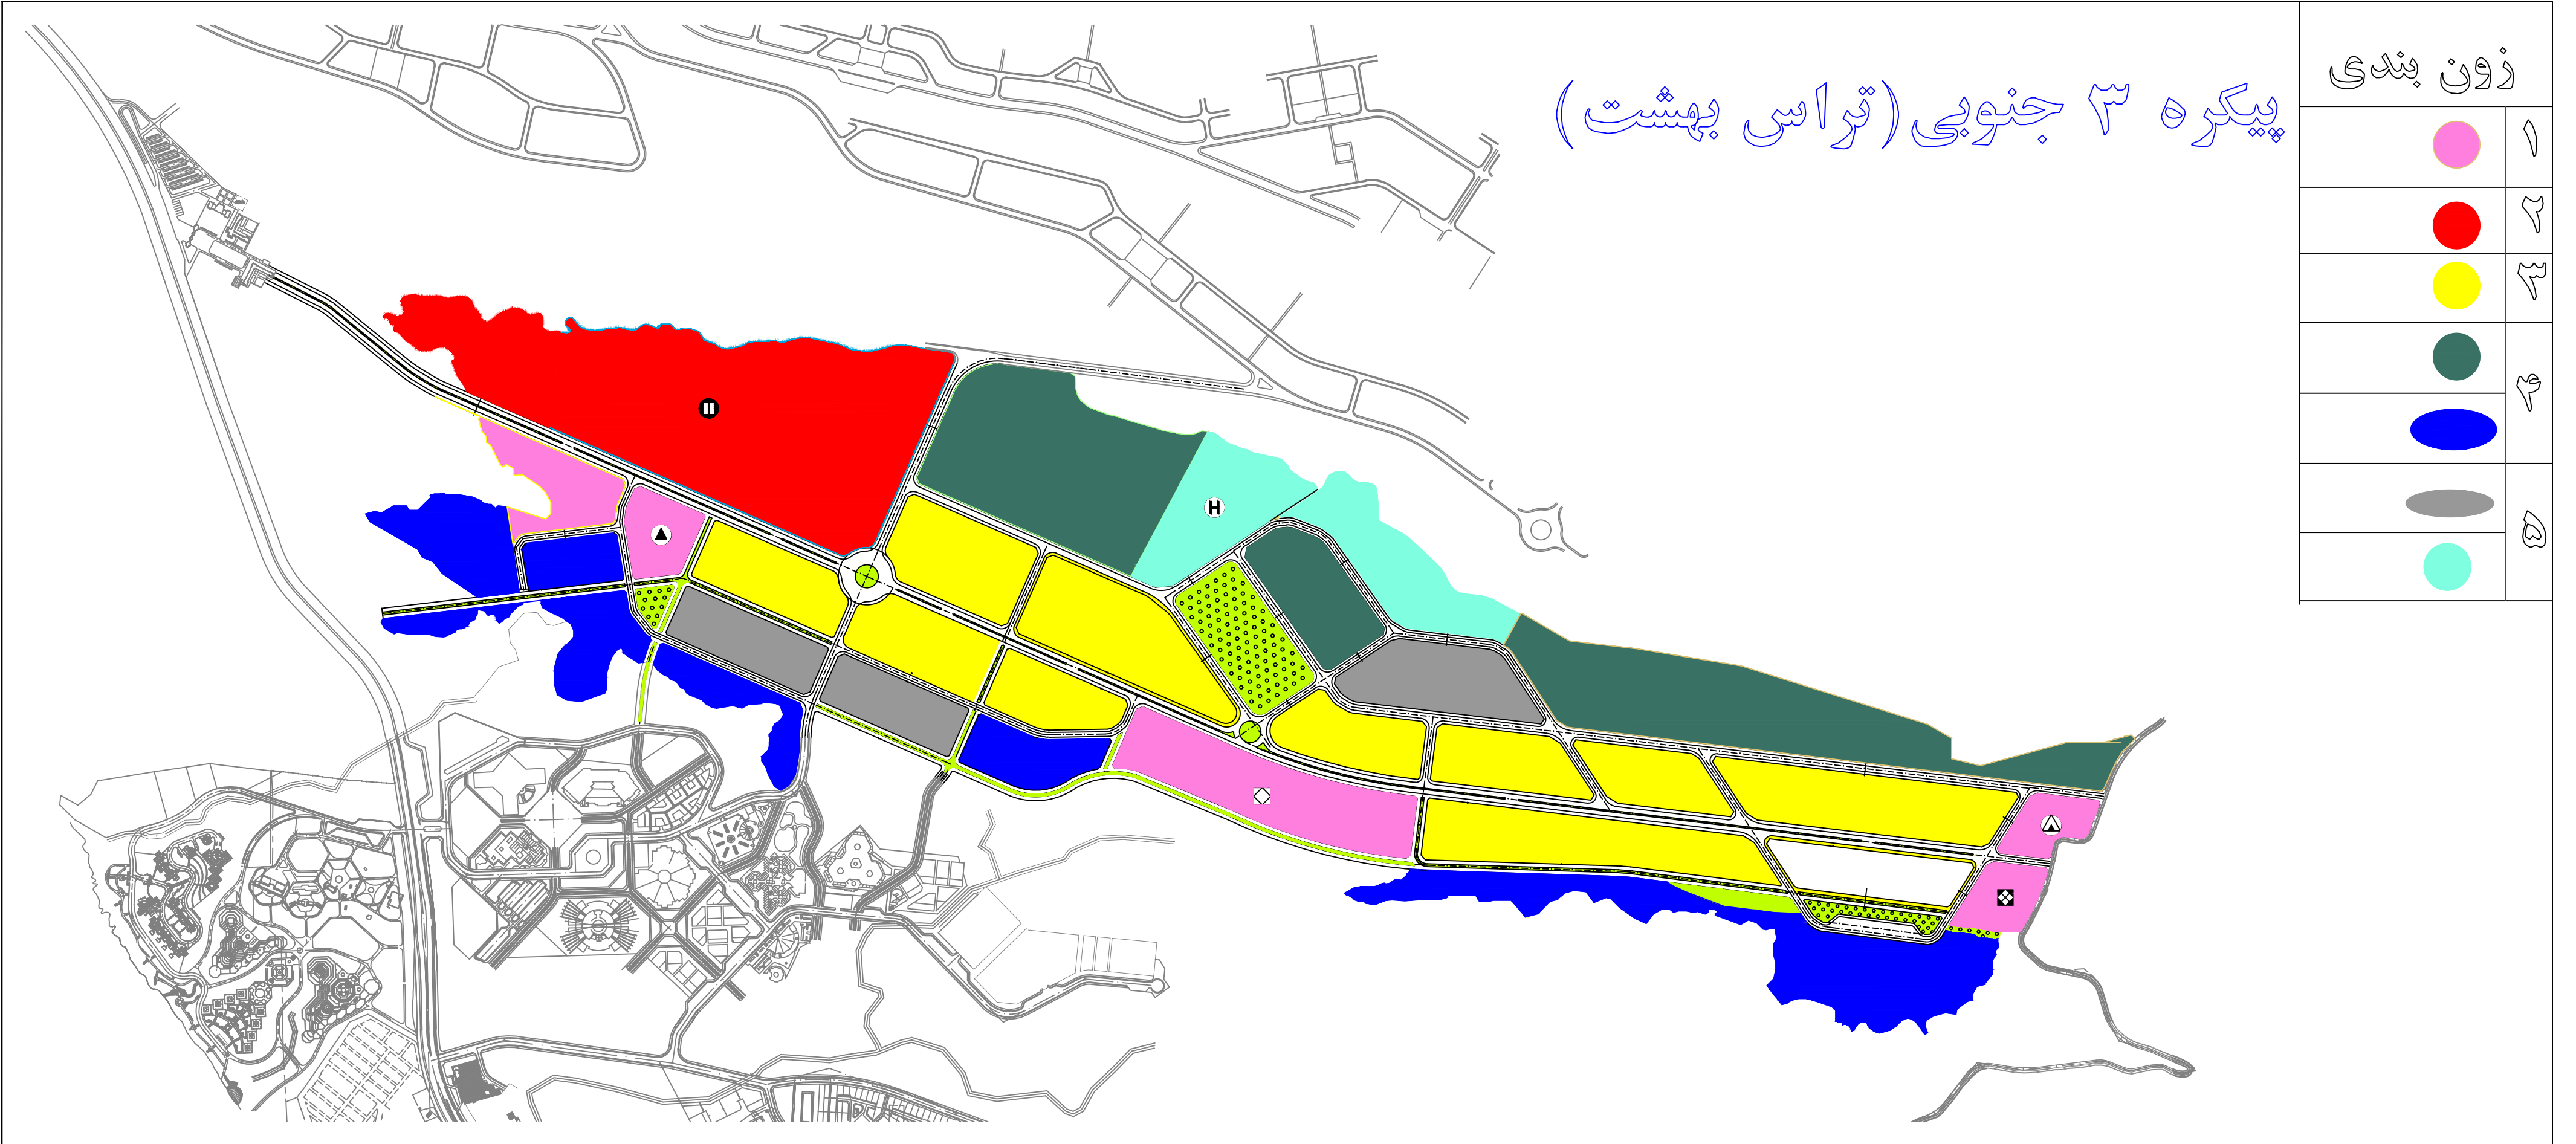 زون بندی
پیکره ۳ جنوبی (تراس بهشت)
۱
۲
۳
۴
۵
H